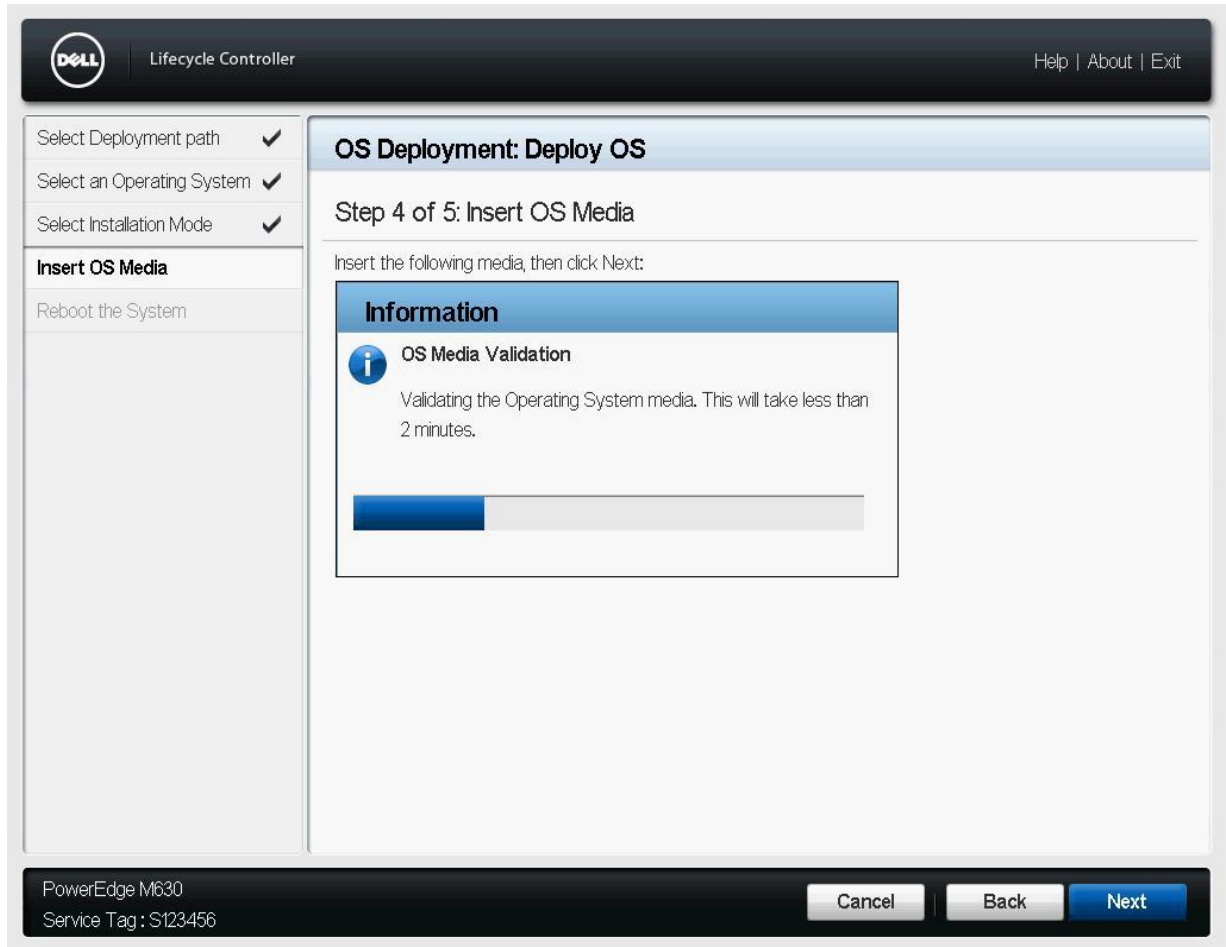 DELL
Lifecycle Controller
Help | About | Exit
Select Deployment path
Select an Operating System
Select Installation Mode
Insert OS Media
Reboot the System
OS Deployment: Deploy OS
Step 4 of 5: Insert OS Media
Insert the following media, then click Next:
Information
OS Media Validation
Validating the Operating System media. This will take less than
2 minutes.
PowerEdge M630
Service Tag : S123456
Cancel
Back
Next